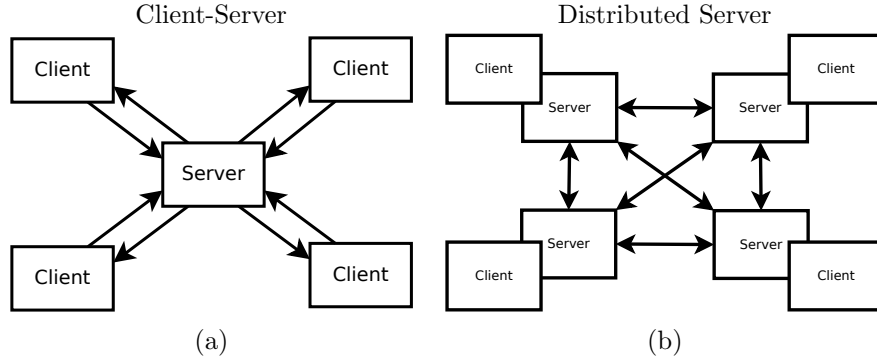 Client-Server
Client
Client
Server
Client
Client
(a)
Distributed Server
Client
Client
Server
Server
Server
Server
Client
Client
(b)